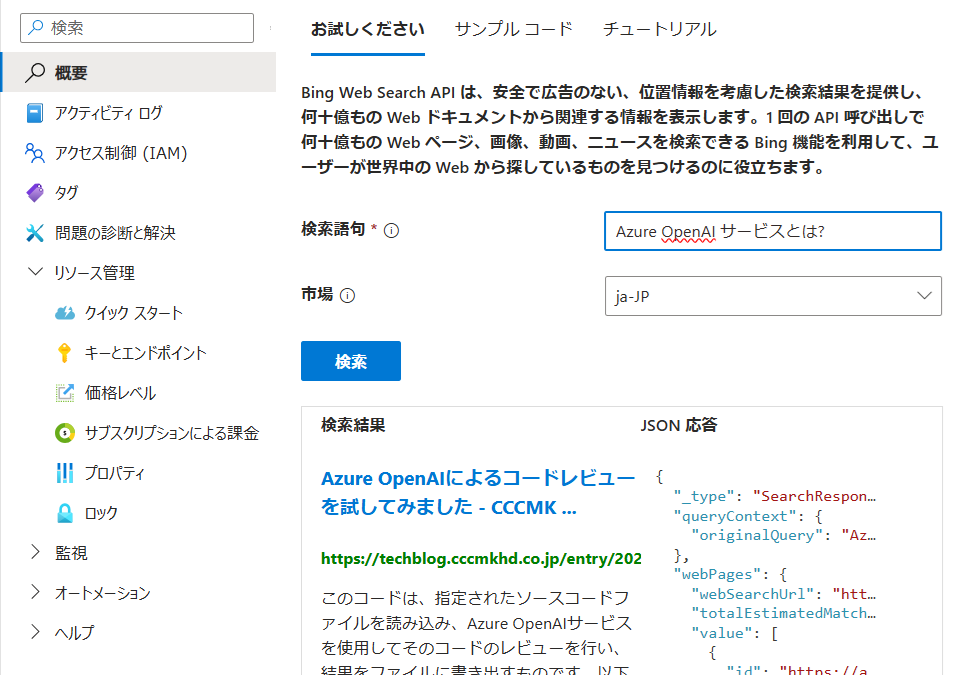 検索
概要
アクティビティ ログ
アクセス制御 (IAM)
タグ
問題の診断と解決
リソース管理
クイック スタート
キーとエンドポイント
価格レベル
サブスクリプションによる課金
プロパティ
ロック
監視
オートメーション
ヘルプ
お試しください サンプル コード チュートリアル
Bing Web Search API は、安全で広告のない、位置情報を考慮した検索結果を提供し、
何十億もの Web ドキュメントから関連する情報を表示します。1 回の API 呼び出しで
何十億もの Web ページ、画像、動画、ニュースを検索できる Bing 機能を利用して、ユ
ーザーが世界中の Web から探しているものを見つけるのに役立ちます。
検索語句 *
Azure OpenAI サービスとは?
市場
ja-JP
検索
検索結果
Azure OpenAIによるコードレビュー
を試してみました - CCCMK ...
https://techblog.cccmkhd.co.jp/entry/202
このコードは、指定されたソースコードフ
ァイルを読み込み、Azure OpenAIサービス
を使用してそのコードのレビューを行い、
結果をファイルに書き出すものです。以下
JSON 応答
{
"_type": "SearchRespon…
"queryContext": {
"originalQuery": "Az…
},
"webPages": {
"webSearchUrl": "htt…
"totalEstimatedMatch…
"value": [
{
"id": "https://a…